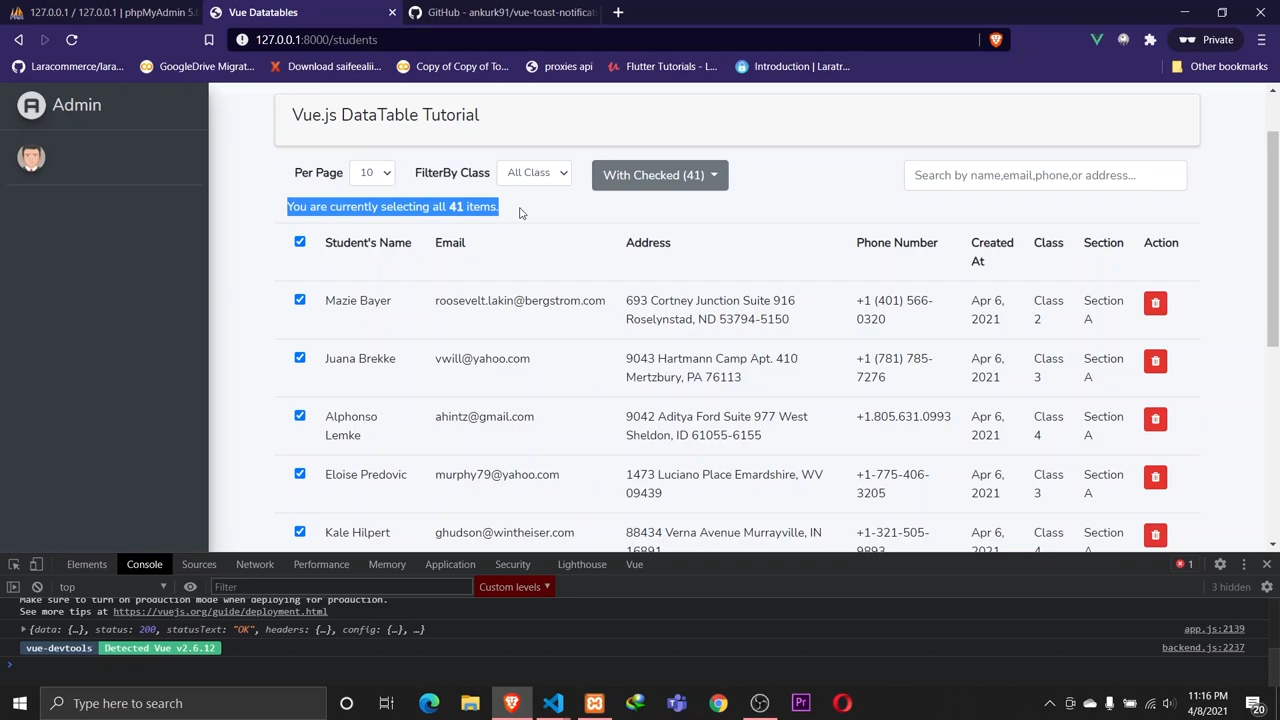 127.0.0.1 / 127.0.0.1 | phpMyAdmin 5.
Vue Datatables
GitHub - ankurk91/vue-toast-notificat
127.0.0.1:8000/students
Private
Laracommerce/lara...
GoogleDrive Migrat...
Download saifeealii...
Copy of Copy of To...
proxies api
Flutter Tutorials - L...
Introduction | Laratr...
Other bookmarks
Admin
Vue.js DataTable Tutorial
Per Page
10
FilterBy Class
All Class
With Checked (41)
Search by name,email,phone,or address...
You are currently selecting all 41 items.
Student's Name Email Address Phone Number Created At Class Section Action
Mazie Bayer roosevelt.lakin@bergstrom.com 693 Cortney Junction Suite 916 +1 (401) 566- Apr 6, Class Section
Roselynstad, ND 53794-5150 0320 2021 2 A
Juana Brekke vwill@yahoo.com 9043 Hartmann Camp Apt. 410 +1 (781) 785- Apr 6, Class Section
Mertzbury, PA 76113 7276 2021 3 A
Alphonso ahintz@gmail.com 9042 Aditya Ford Suite 977 West +1.805.631.0993 Apr 6, Class Section
Lemke Sheldon, ID 61055-6155 2021 4 A
Eloise Predovic murphy79@yahoo.com 1473 Luciano Place Emardshire, WV +1-775-406- Apr 6, Class Section
09439 3205 2021 3 A
Kale Hilpert ghudson@wintheiser.com 88434 Verna Avenue Murrayville, IN +1-321-505- Apr 6, Class Section
16891 9893 2021 4 A
Elements Console Sources Network Performance Memory Application Security Lighthouse Vue 1
top
Filter
Custom levels
3 hidden
Make sure to turn on production mode when deploying for production.
See more tips at https://vuejs.org/guide/deployment.html
{data: {…}, status: 200, statusText: "OK", headers: {…}, config: {…}, …} app.js:2139
vue-devtools Detected Vue v2.6.12 backend.js:2237
Type here to search
Pr
11:16 PM
4/8/2021
20